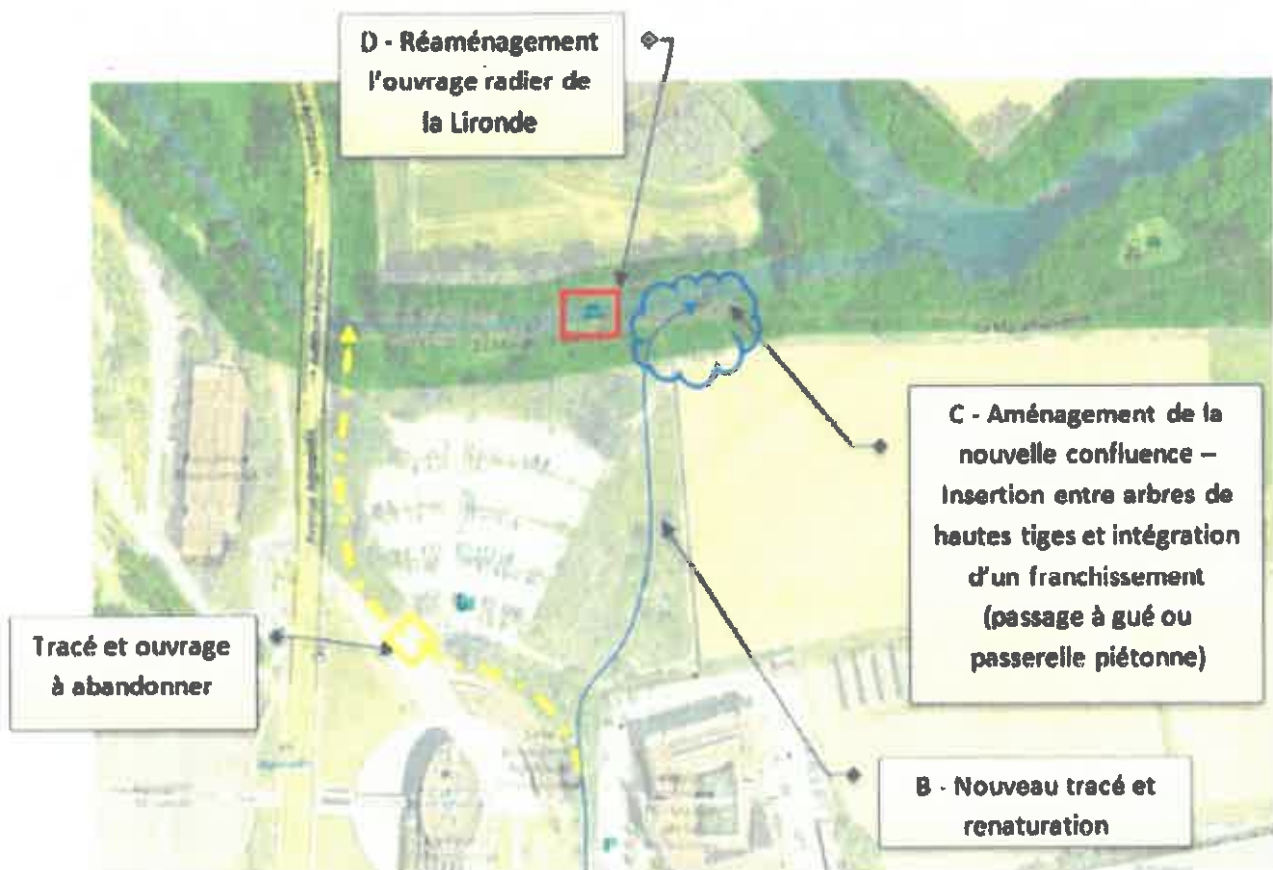 D - Réaménagement
l'ouvrage radier de
la Lironde
C - Aménagement de la
nouvelle confluence –
Insertion entre arbres de
hautes tiges et intégration
d'un franchissement
(passage à gué ou
passerelle piétonne)
Tracé et ouvrage
à abandonner
B - Nouveau tracé et
renaturation